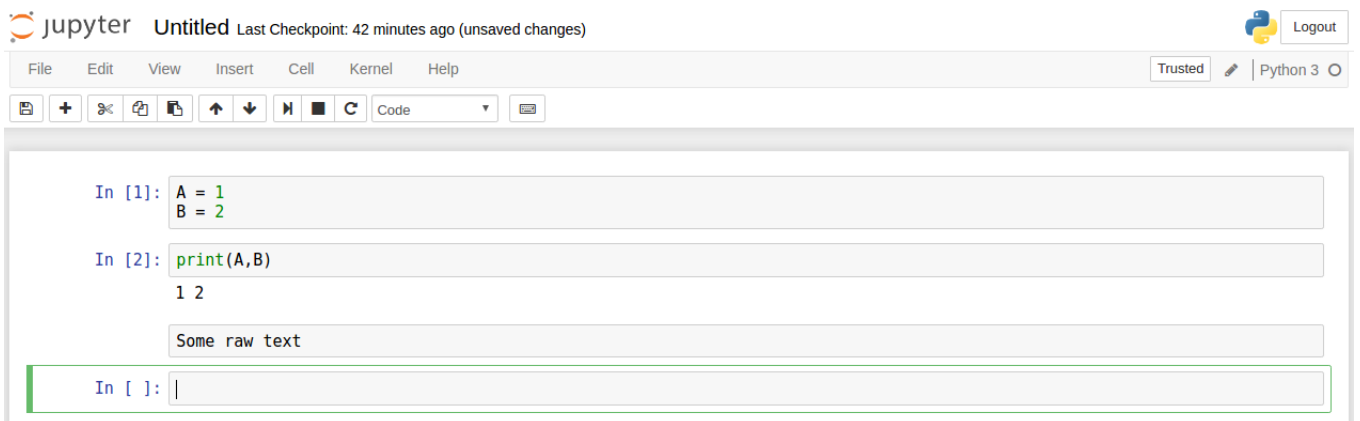 jupyter Untitled Last Checkpoint: 42 minutes ago (unsaved changes) Logout
File Edit View Insert Cell Kernel Help Trusted Python 3
Code
In [1]: A = 1
B = 2
In [2]: print(A,B)
1 2
Some raw text
In [ ]: